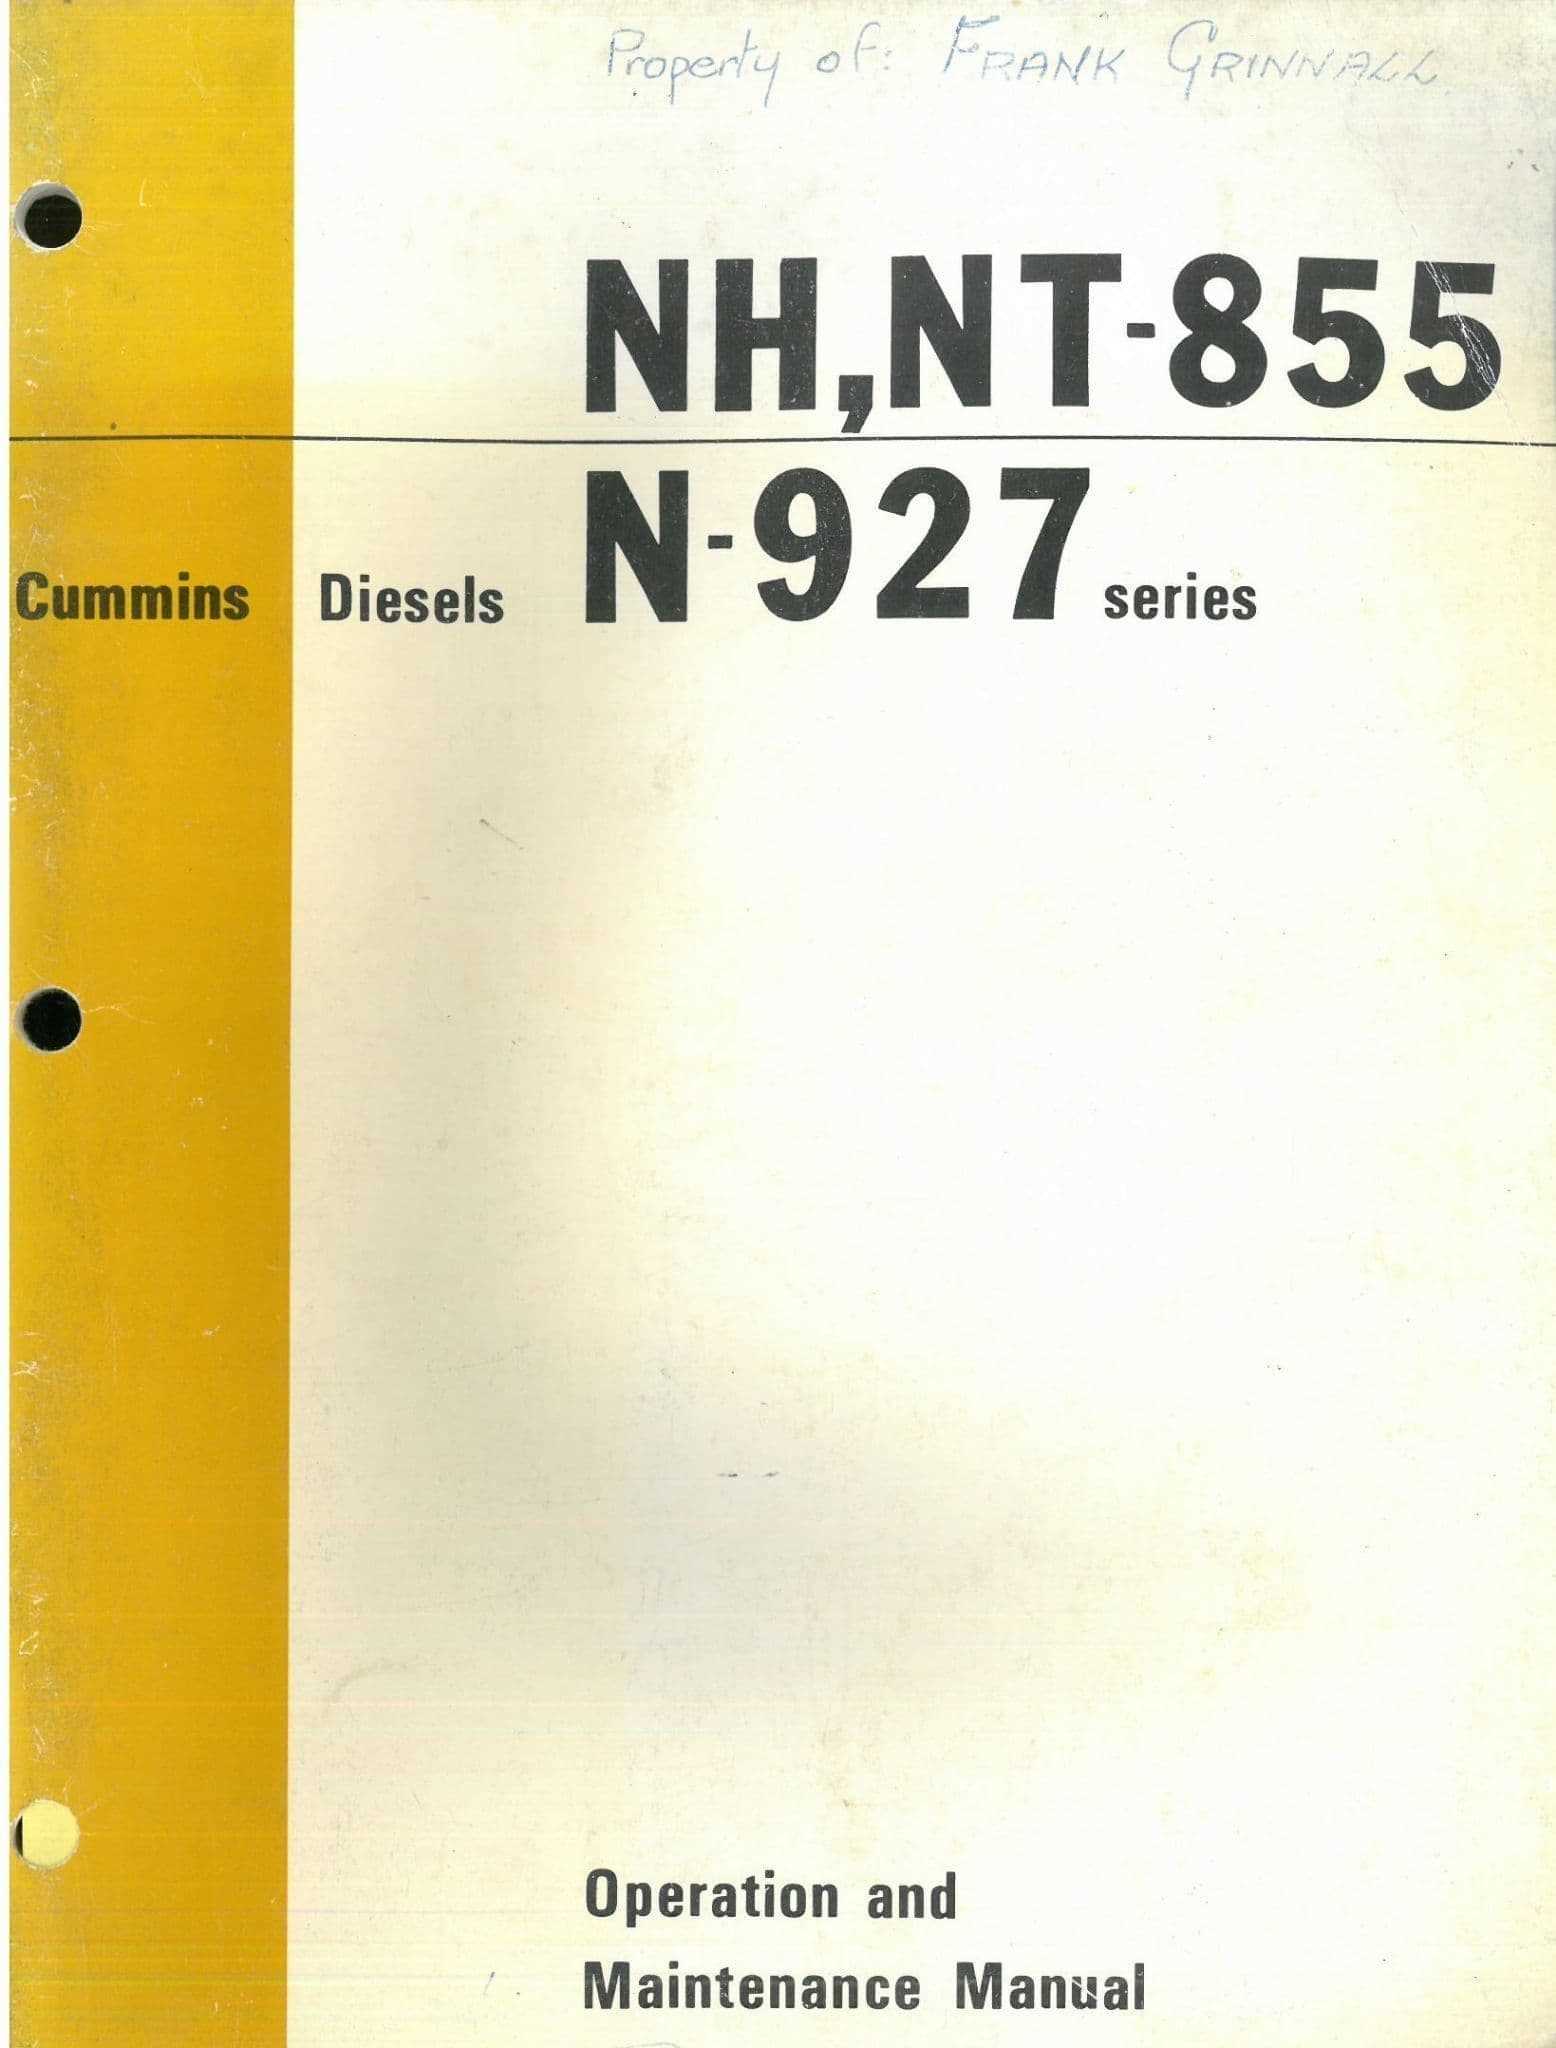 Property of: FRANK GRINNALL
NH,NT-855
Cummins Diesels N-927 series
Operation and
Maintenance Manual